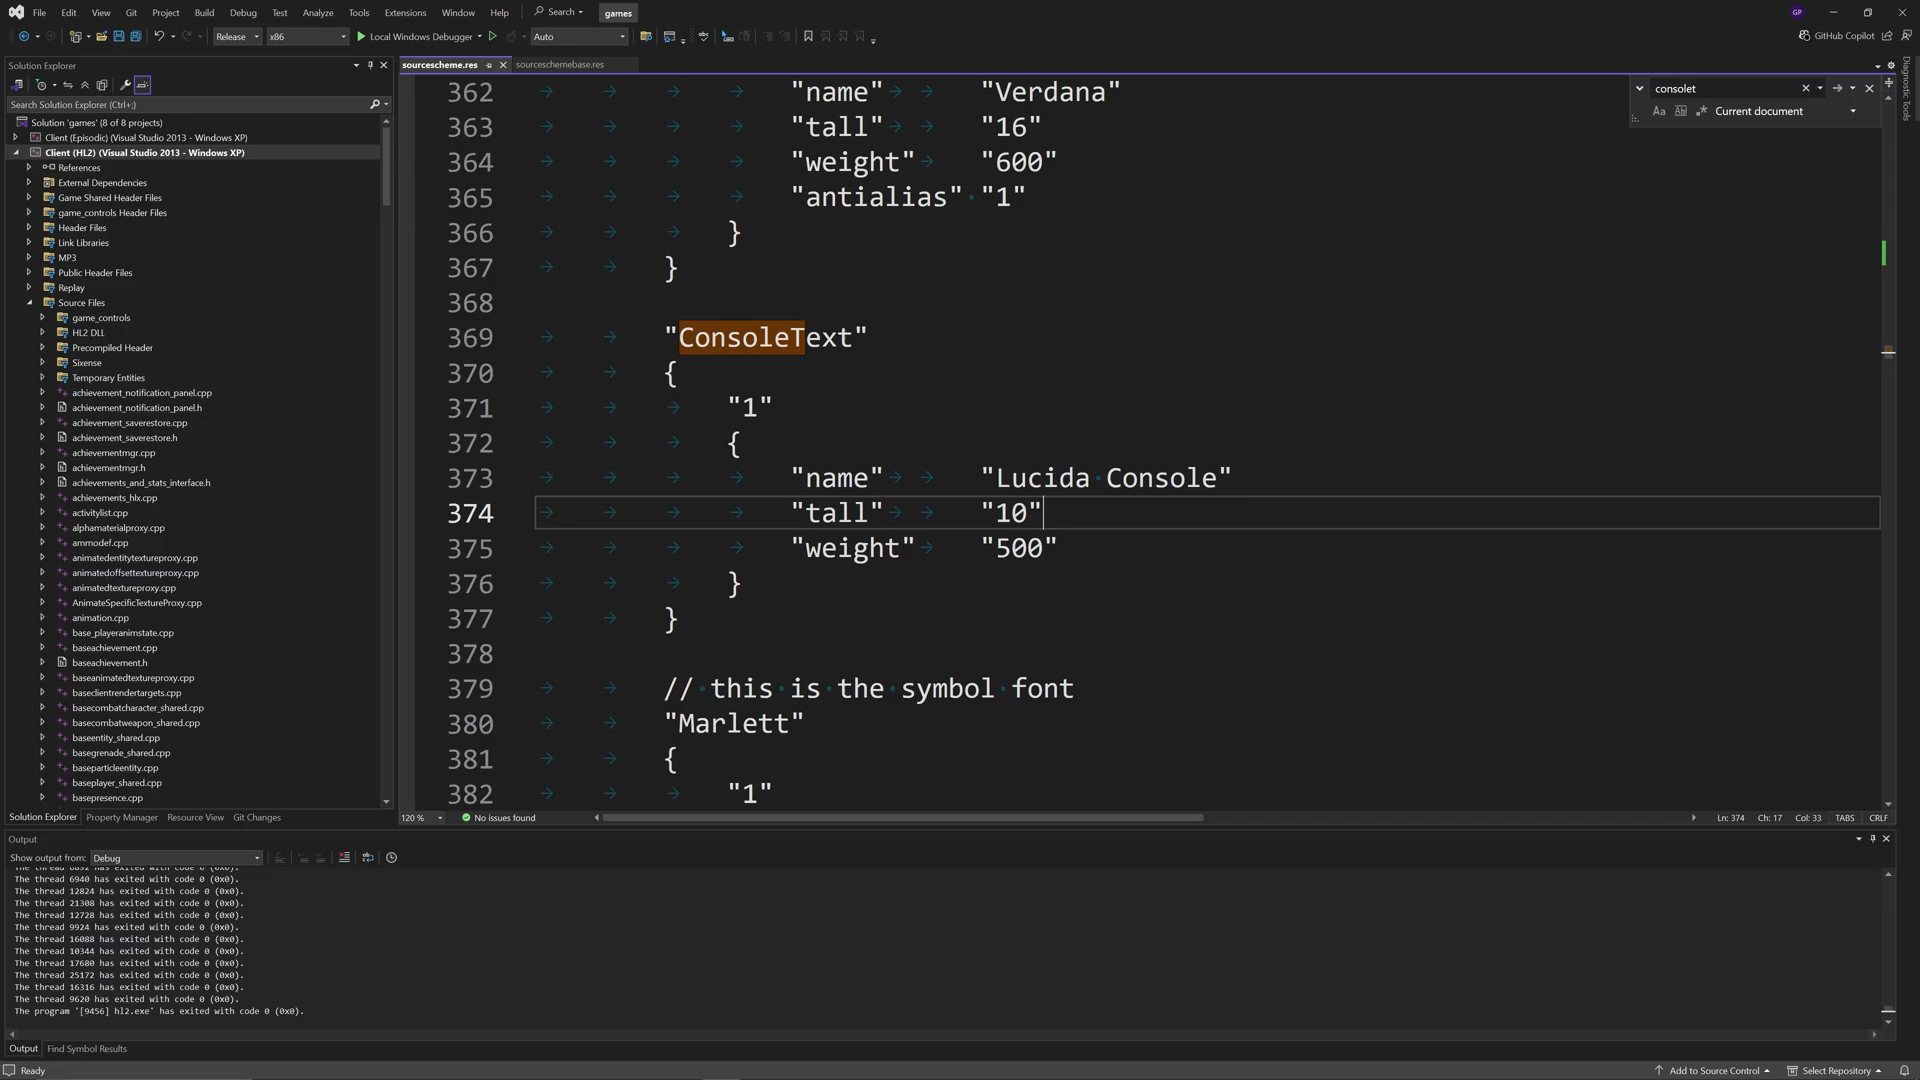 File Edit View Git Project Build Debug Test Analyze Tools Extensions Window Help Search games GP
Release x86 Local Windows Debugger Auto GitHub Copilot
Solution Explorer
Search Solution Explorer (Ctrl+;)
Solution 'games' (8 of 8 projects)
Client (Episodic) (Visual Studio 2013 - Windows XP)
Client (HL2) (Visual Studio 2013 - Windows XP)
References
External Dependencies
Game Shared Header Files
game_controls Header Files
Header Files
Link Libraries
MP3
Public Header Files
Replay
Source Files
game_controls
HL2 DLL
Precompiled Header
Sixense
Temporary Entities
achievement_notification_panel.cpp
achievement_notification_panel.h
achievement_saverestore.cpp
achievement_saverestore.h
achievementmgr.cpp
achievementmgr.h
achievements_and_stats_interface.h
achievements_hlx.cpp
activitylist.cpp
alphamaterialproxy.cpp
ammodef.cpp
animatedentitytextureproxy.cpp
animatedoffsettextureproxy.cpp
animatedtextureproxy.cpp
AnimateSpecificTextureProxy.cpp
animation.cpp
base_playeranimstate.cpp
baseachievement.cpp
baseachievement.h
baseanimatedtextureproxy.cpp
baseclientrendertargets.cpp
basecombatcharacter_shared.cpp
basecombatweapon_shared.cpp
baseentity_shared.cpp
basegrenade_shared.cpp
baseparticleentity.cpp
baseplayer_shared.cpp
basepresence.cpp
Solution Explorer Property Manager Resource View Git Changes
sourcescheme.res sourceschemebase.res
362 "name" "Verdana"
363 "tall" "16"
364 "weight" "600"
365 "antialias" "1"
366 }
367 }
368
369 "ConsoleText"
370 {
371 "1"
372 {
373 "name" "Lucida Console"
374 "tall" "10"
375 "weight" "500"
376 }
377 }
378
379 // this is the symbol font
380 "Marlett"
381 {
382 "1"
consolet
Aa Current document
Diagnostic Tools
120 % No issues found Ln: 374 Ch: 17 Col: 33 TABS CRLF
Output
Show output from: Debug
The thread 6892 has exited with code 0 (0x0).
The thread 6940 has exited with code 0 (0x0).
The thread 12824 has exited with code 0 (0x0).
The thread 21308 has exited with code 0 (0x0).
The thread 12728 has exited with code 0 (0x0).
The thread 9924 has exited with code 0 (0x0).
The thread 16088 has exited with code 0 (0x0).
The thread 10344 has exited with code 0 (0x0).
The thread 17680 has exited with code 0 (0x0).
The thread 25172 has exited with code 0 (0x0).
The thread 16316 has exited with code 0 (0x0).
The thread 9620 has exited with code 0 (0x0).
The program '[9456] hl2.exe' has exited with code 0 (0x0).
Output Find Symbol Results
Ready Add to Source Control Select Repository